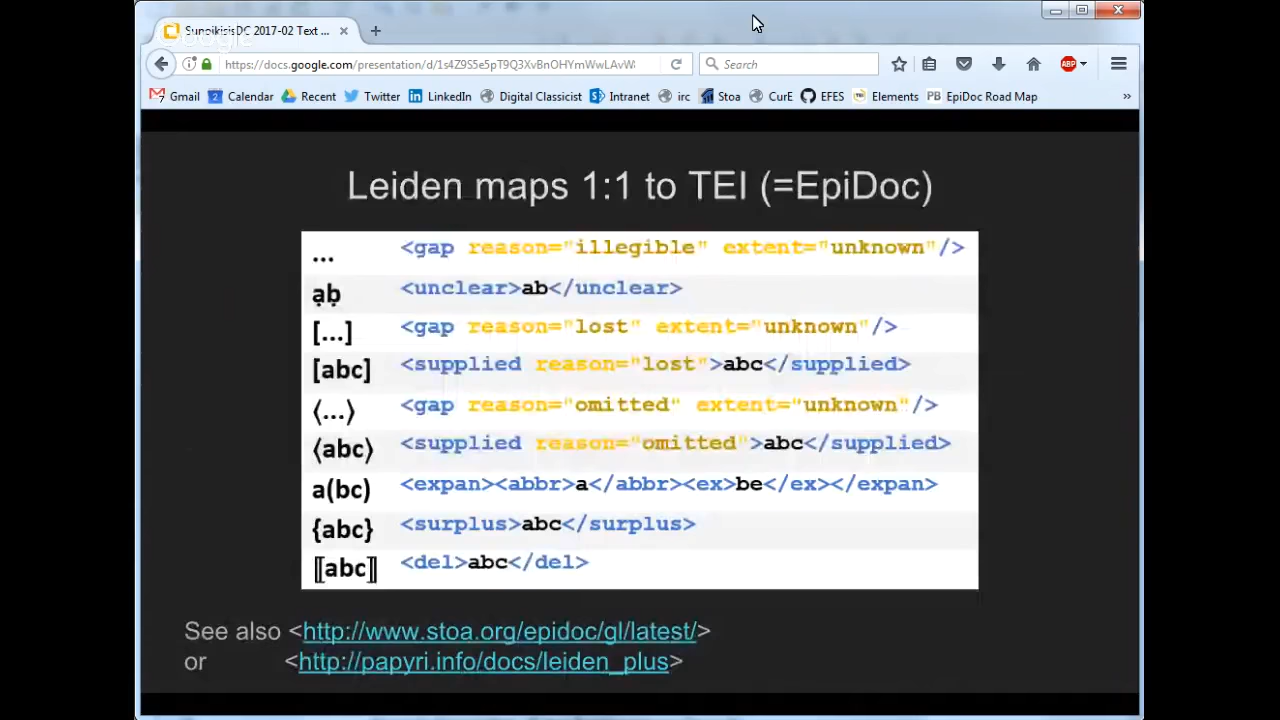 SunoikisisDC 2017-02 Text ...
Google
https://docs.google.com/presentation/d/1s4Z9S5e5pT9Q3XvBnOHYmWwLAvW
Search
Gmail Calendar Recent Twitter LinkedIn Digital Classicist Intranet irc Stoa CurE EFES Elements EpiDoc Road Map »
Leiden maps 1:1 to TEI (=EpiDoc)
... <gap reason="illegible" extent="unknown"/>
ạḅ <unclear>ab</unclear>
[...] <gap reason="lost" extent="unknown"/>
[abc] <supplied reason="lost">abc</supplied>
⟨...⟩ <gap reason="omitted" extent="unknown"/>
⟨abc⟩ <supplied reason="omitted">abc</supplied>
a(bc) <expan><abbr>a</abbr><ex>be</ex></expan>
{abc} <surplus>abc</surplus>
⟦abc⟧ <del>abc</del>
See also <http://www.stoa.org/epidoc/gl/latest/>
or <http://papyri.info/docs/leiden_plus>